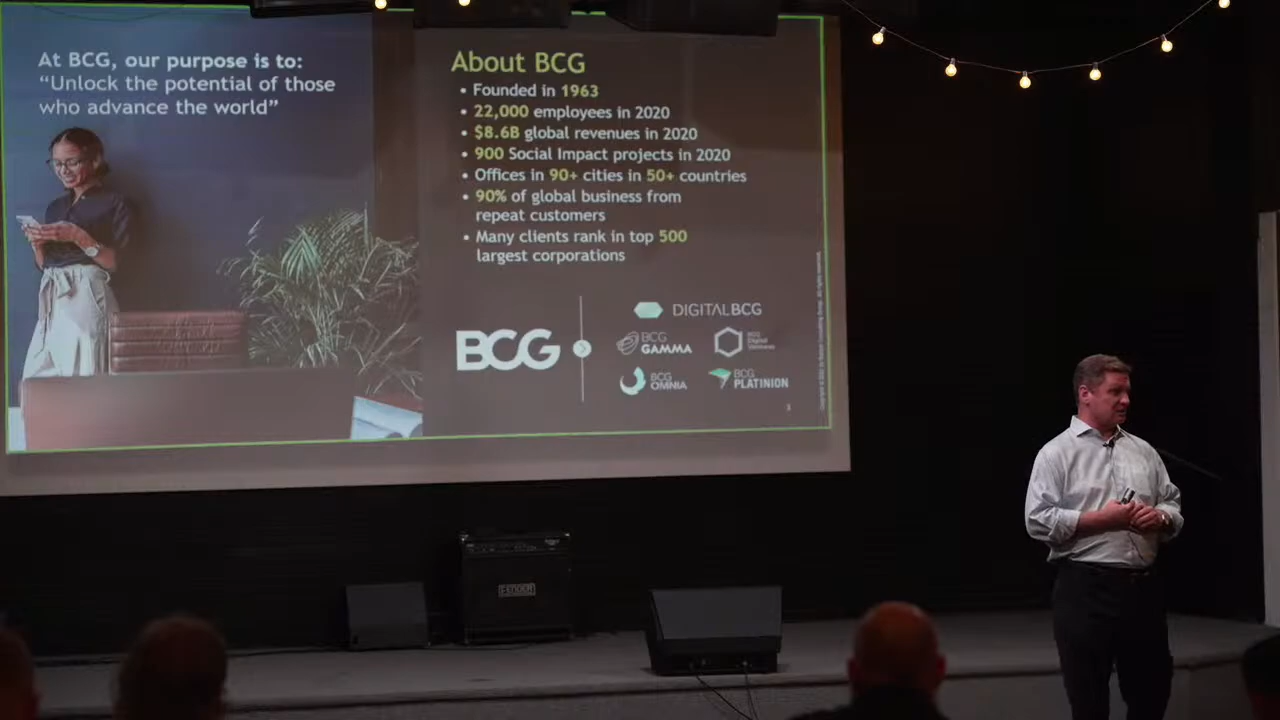 At BCG, our purpose is to:
“Unlock the potential of those
who advance the world”
About BCG
• Founded in 1963
• 22,000 employees in 2020
• $8.6B global revenues in 2020
• 900 Social Impact projects in 2020
• Offices in 90+ cities in 50+ countries
• 90% of global business from
repeat customers
• Many clients rank in top 500
largest corporations
BCG
DIGITALBCG
BCG
GAMMA
BCG
Digital
Ventures
BCG
OMNIA
BCG
PLATINION
FENDER